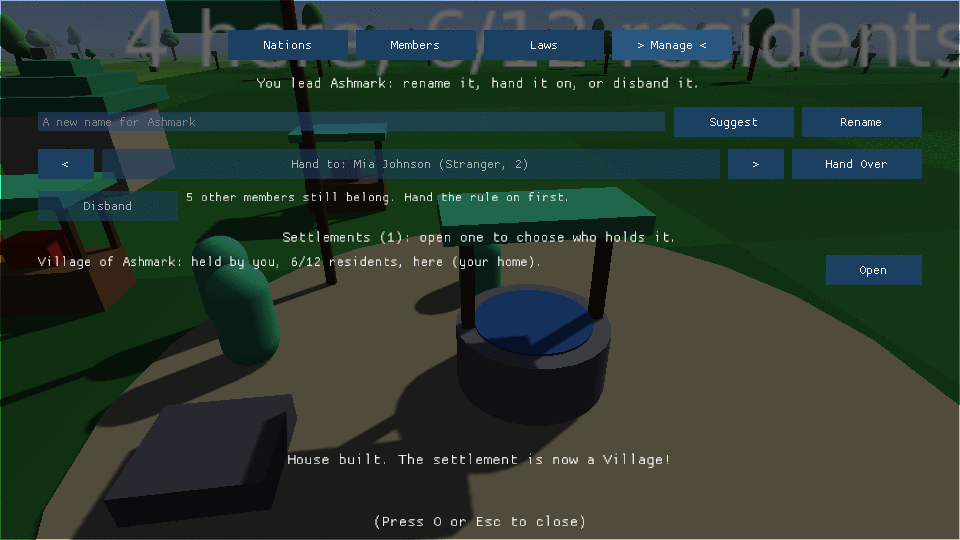 4 here, 6/12 residents
Nations
Members
Laws
> Manage <
You lead Ashmark: rename it, hand it on, or disband it.
A new name for Ashmark
Suggest
Rename
<
Hand to: Mia Johnson (Stranger, 2)
>
Hand Over
Disband
5 other members still belong. Hand the rule on first.
Settlements (1): open one to choose who holds it.
Village of Ashmark: held by you, 6/12 residents, here (your home).
Open
House built. The settlement is now a Village!
(Press O or Esc to close)